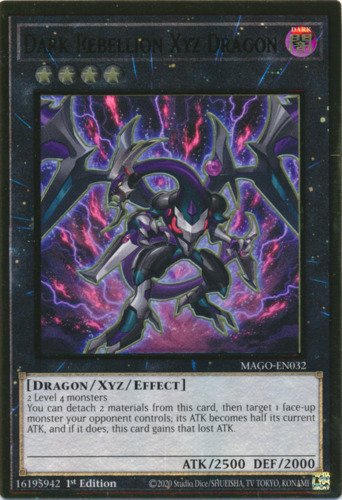 Dark Rebellion Xyz Dragon
DARK
闇
MAGO-EN032
[Dragon/Xyz/Effect]
2 Level 4 monsters
You can detach 2 materials from this card, then target 1 face-up
monster your opponent controls; its ATK becomes half its current
ATK, and if it does, this card gains that lost ATK.
ATK/2500 DEF/2000
16195942 1st Edition ©2020 Studio Dice/SHUEISHA, TV TOKYO, KONAMI